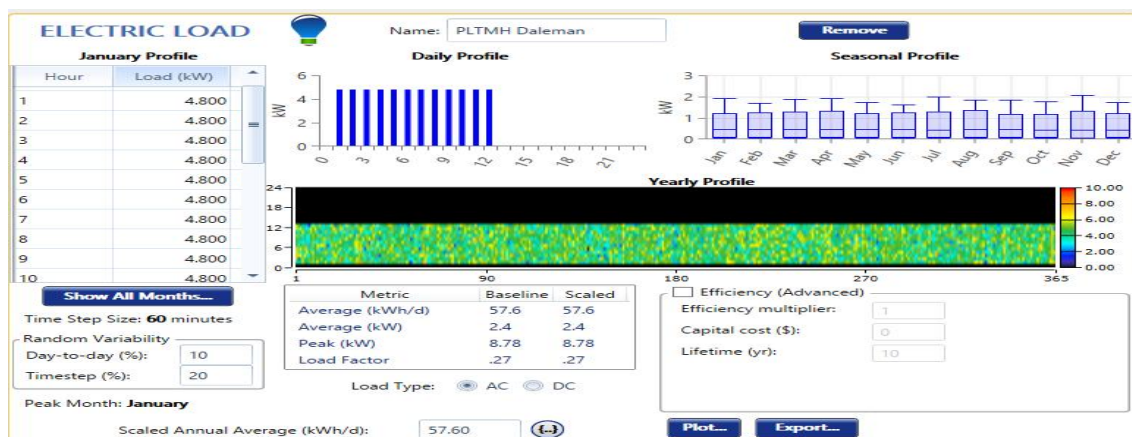 ELECTRIC LOAD
Name: PLTMH Daleman
Remove
January Profile
Hour Load (kW)
1 4.800
2 4.800
3 4.800
4 4.800
5 4.800
6 4.800
7 4.800
8 4.800
9 4.800
10 4.800
Show All Months...
Time Step Size: 60 minutes
Random Variability
Day-to-day (%): 10
Timestep (%): 20
Peak Month: January
Daily Profile
kW
6
4
2
0
0 3 6 9 12 15 18 21
Seasonal Profile
kW
3
2
1
0
Jan Feb Mar Apr May Jun Jul Aug Sep Oct Nov Dec
Yearly Profile
24
18
12
6
0
1 90 180 270 365
10.00
8.00
6.00
4.00
2.00
0.00
Metric Baseline Scaled
Average (kWh/d) 57.6 57.6
Average (kW) 2.4 2.4
Peak (kW) 8.78 8.78
Load Factor .27 .27
Load Type: AC DC
Efficiency (Advanced)
Efficiency multiplier: 1
Capital cost ($): 0
Lifetime (yr): 10
Scaled Annual Average (kWh/d): 57.60 {..}
Plot... Export...